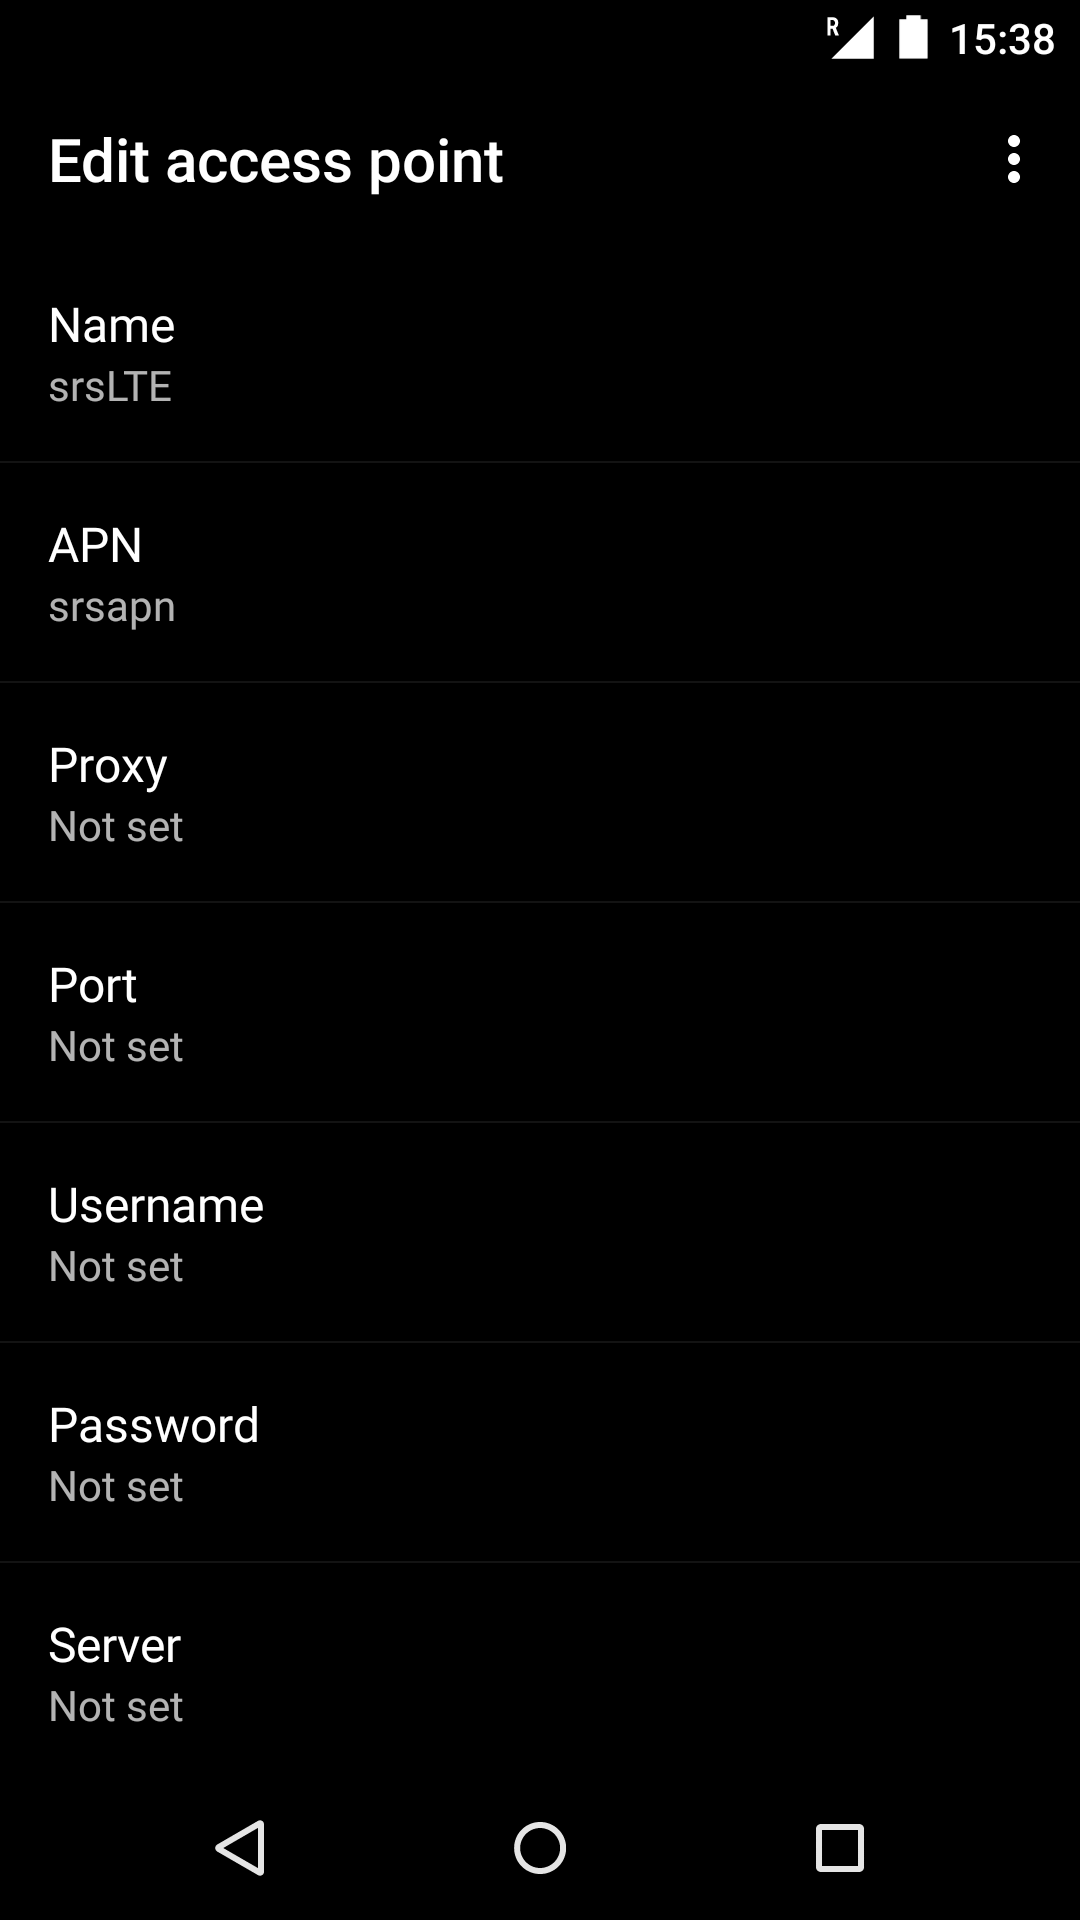 R 15:38
Edit access point
Name
srsLTE
APN
srsapn
Proxy
Not set
Port
Not set
Username
Not set
Password
Not set
Server
Not set